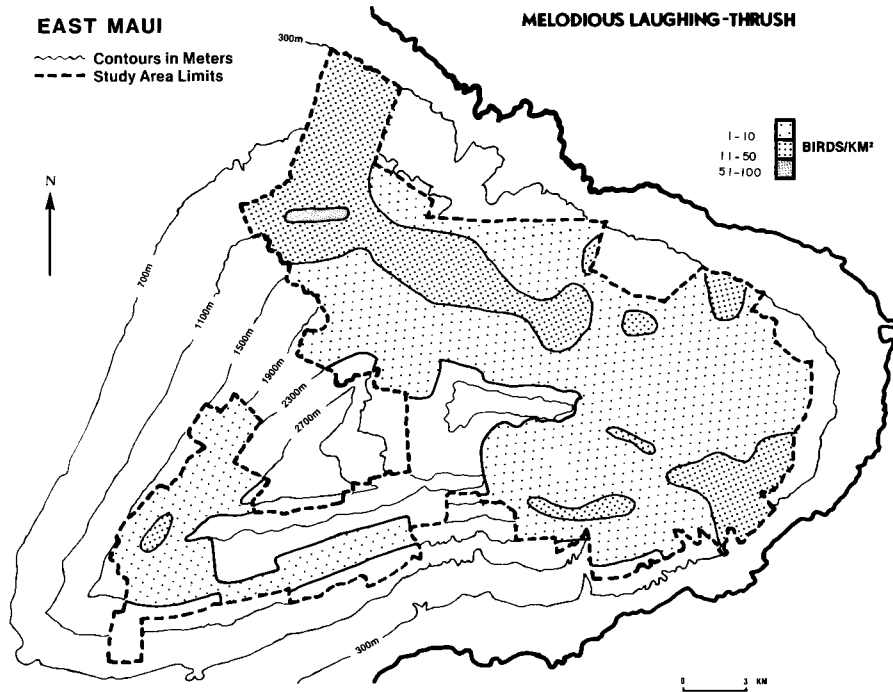 EAST MAUI
MELODIOUS LAUGHING-THRUSH
Contours in Meters
Study Area Limits
300m
1-10
11-50
51-100
BIRDS/KM²
N
700m
1100m
1500m
1900m
2300m
2700m
300m
0 3 KM